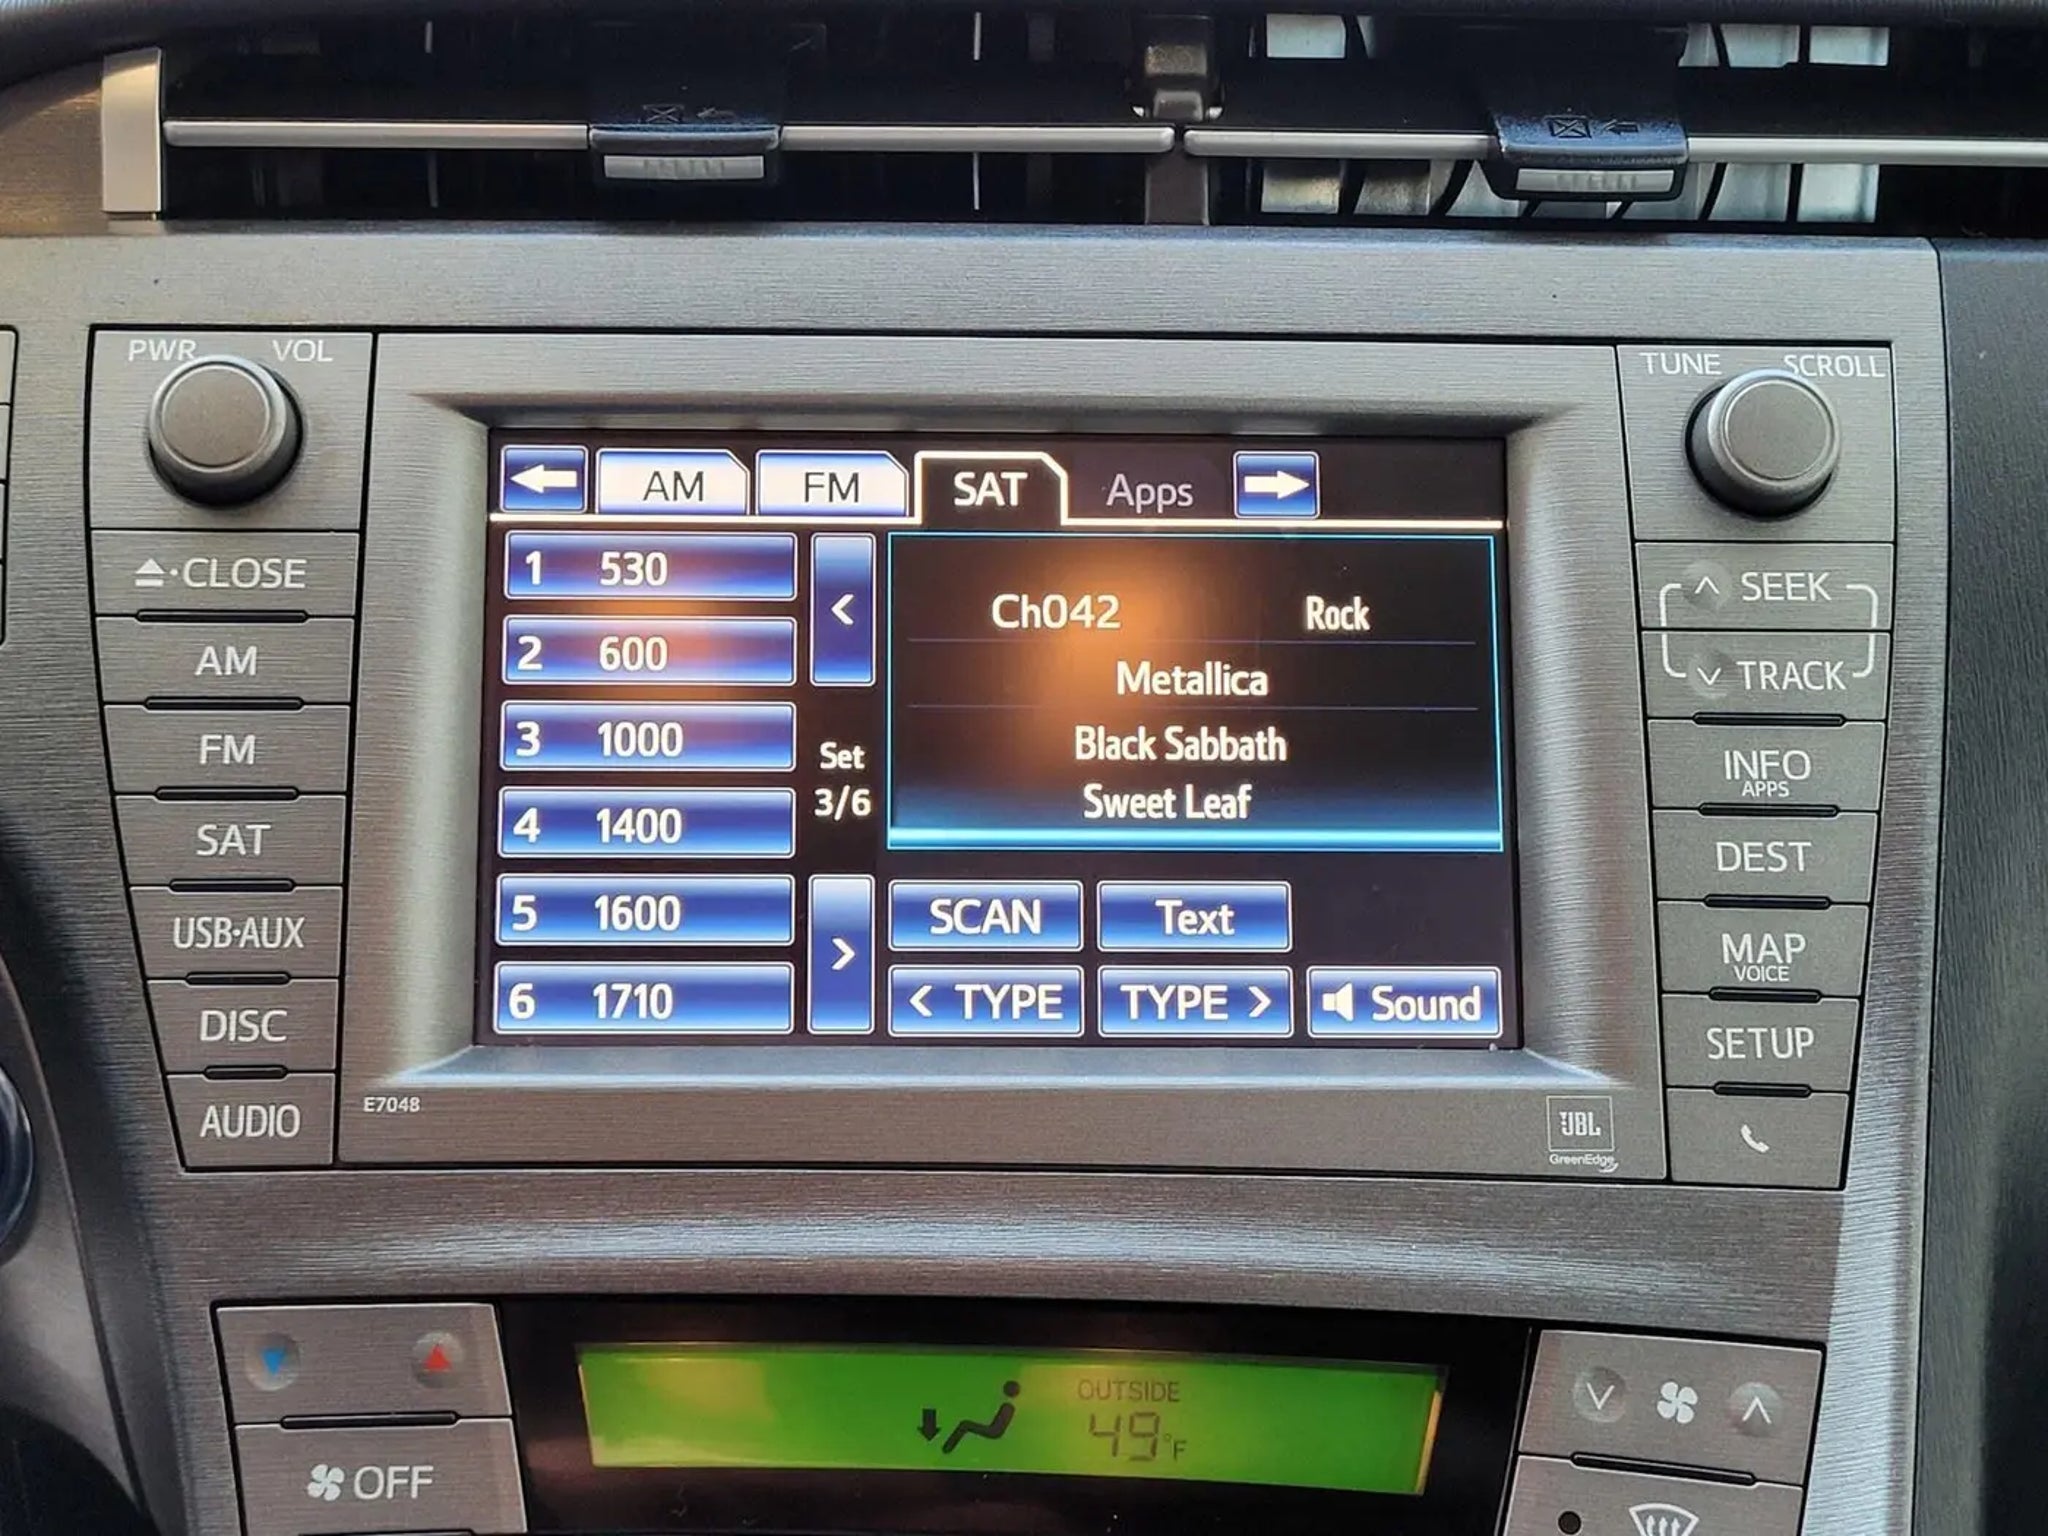 PWR VOL
TUNE SCROLL
CLOSE
AM
FM
SAT
USB·AUX
DISC
AUDIO
AM FM SAT Apps
1 530
2 600
3 1000
4 1400
5 1600
6 1710
<
Set
3/6
>
Ch042 Rock
Metallica
Black Sabbath
Sweet Leaf
SCAN Text
< TYPE TYPE > Sound
SEEK
TRACK
INFO
APPS
DEST
MAP
VOICE
SETUP
E7048
JBL
GreenEdge
OUTSIDE
49°F
OFF